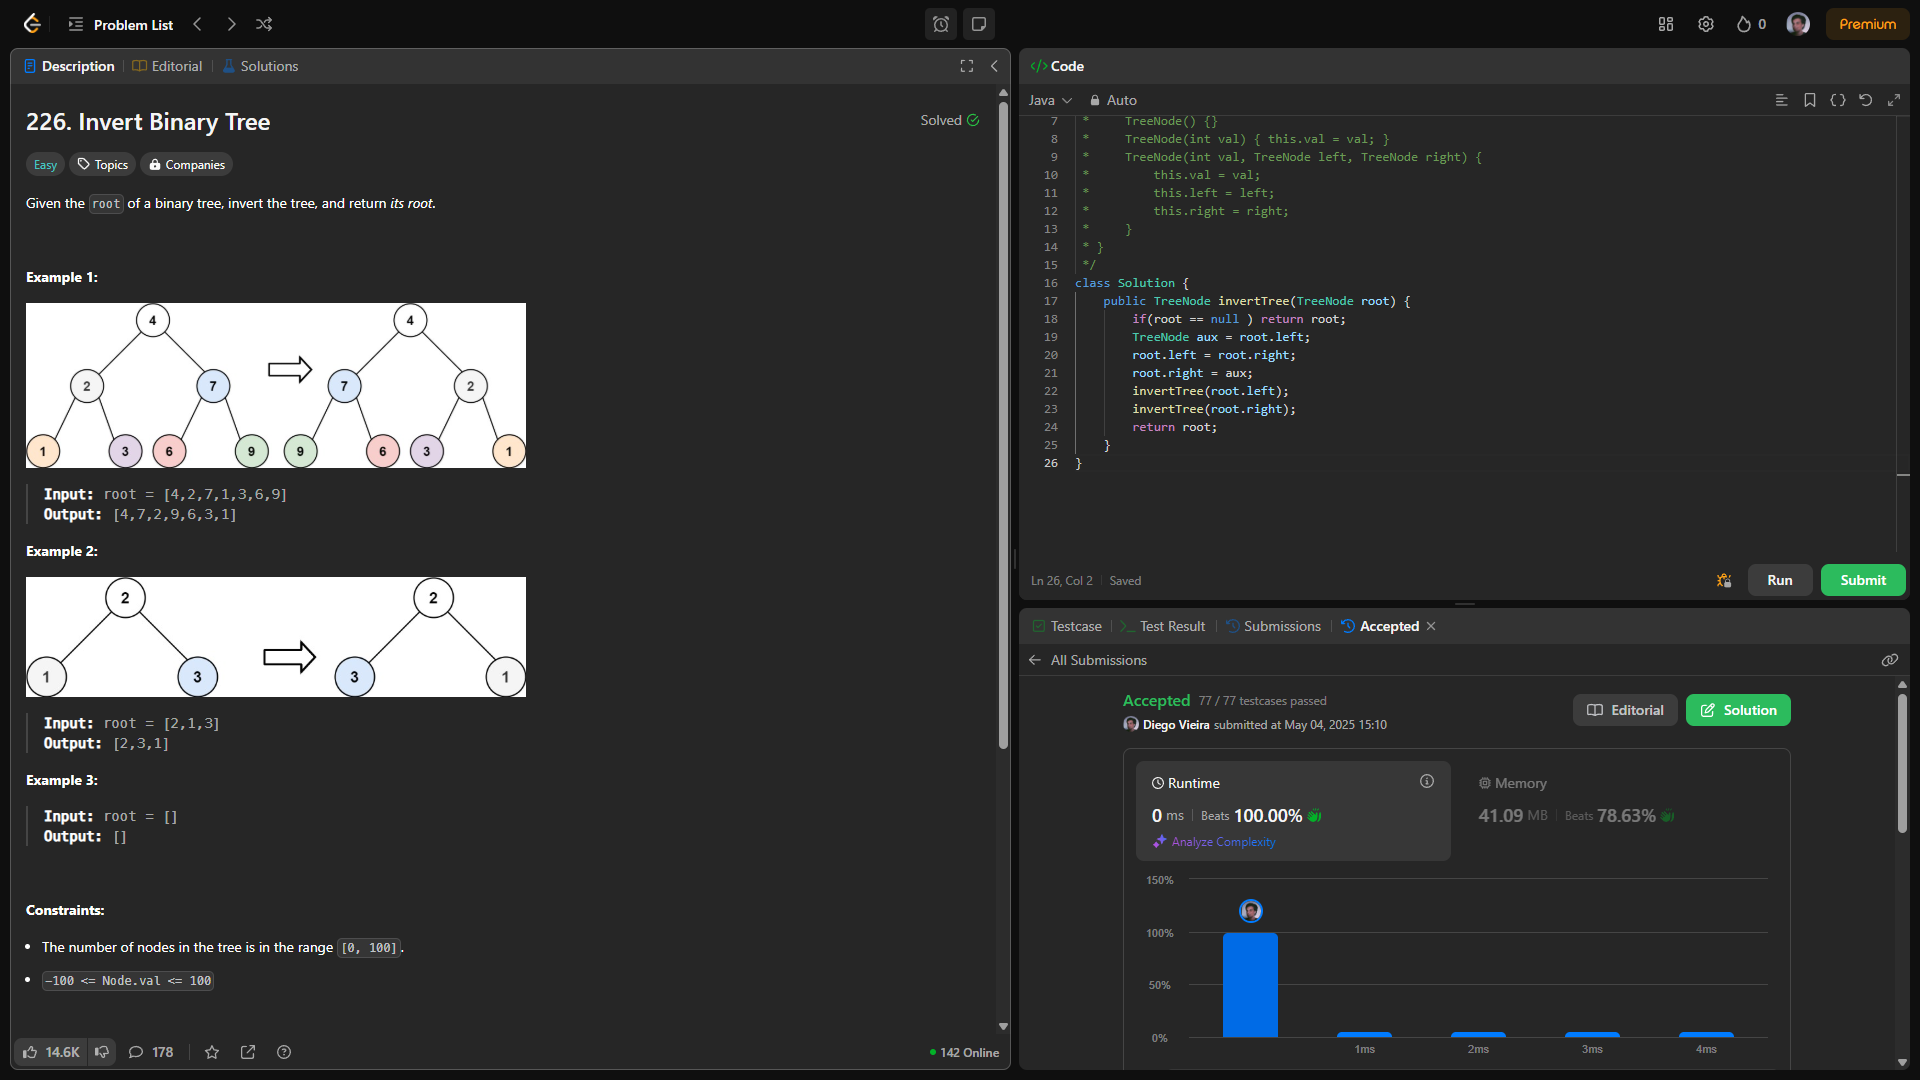 Problem List
0
Premium
Description
Editorial
Solutions
226. Invert Binary Tree
Solved
Easy
Topics
Companies
Given the root of a binary tree, invert the tree, and return its root.
Example 1:
4
4
2
7
7
2
1
3
6
9
9
6
3
1
Input: root = [4,2,7,1,3,6,9]
Output: [4,7,2,9,6,3,1]
Example 2:
2
2
1
3
3
1
Input: root = [2,1,3]
Output: [2,3,1]
Example 3:
Input: root = []
Output: []
Constraints:
• The number of nodes in the tree is in the range [0, 100].
• -100 <= Node.val <= 100
14.6K
178
142 Online
</> Code
Java
Auto
7 *     TreeNode() {}
8 *     TreeNode(int val) { this.val = val; }
9 *     TreeNode(int val, TreeNode left, TreeNode right) {
10 *         this.val = val;
11 *         this.left = left;
12 *         this.right = right;
13 *     }
14 * }
15 */
16 class Solution {
17     public TreeNode invertTree(TreeNode root) {
18         if(root == null ) return root;
19         TreeNode aux = root.left;
20         root.left = root.right;
21         root.right = aux;
22         invertTree(root.left);
23         invertTree(root.right);
24         return root;
25     }
26 }
Ln 26, Col 2
Saved
Run
Submit
Testcase
Test Result
Submissions
Accepted
All Submissions
Accepted 77 / 77 testcases passed
Diego Vieira submitted at May 04, 2025 15:10
Editorial
Solution
Runtime
0 ms
Beats 100.00%
Analyze Complexity
Memory
41.09 MB
Beats 78.63%
150%
100%
50%
0%
1ms
2ms
3ms
4ms